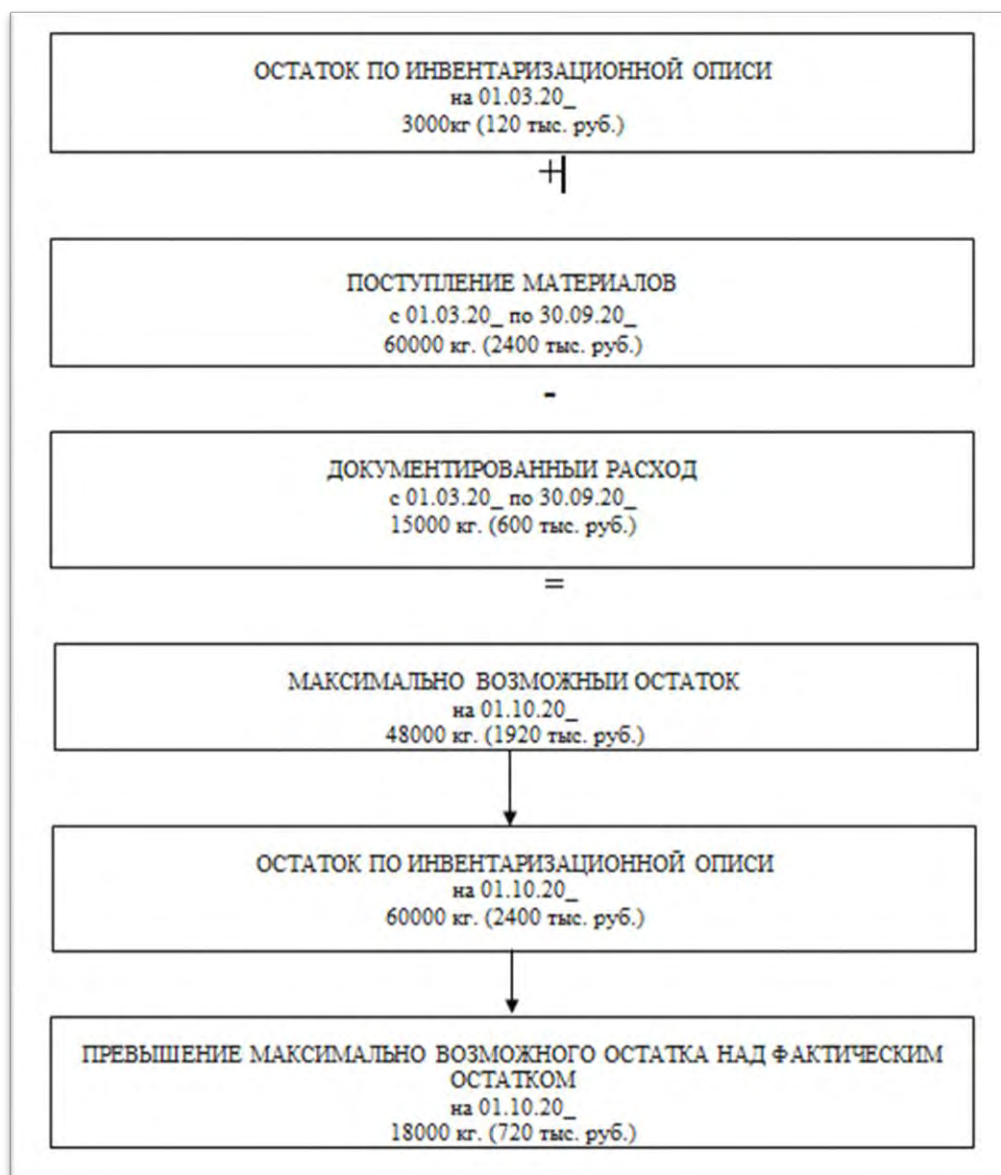 ОСТАТОК ПО ИНВЕНТАРИЗАЦИОННОЙ ОПИСИ
на 01.03.20_
3000кг (120 тыс. руб.)
+
ПОСТУПЛЕНИЕ МАТЕРИАЛОВ
с 01.03.20_ по 30.09.20_
60000 кг. (2400 тыс. руб.)
-
ДОКУМЕНТИРОВАННЫЙ РАСХОД
с 01.03.20_ по 30.09.20_
15000 кг. (600 тыс. руб.)
=
МАКСИМАЛЬНО ВОЗМОЖНЫЙ ОСТАТОК
на 01.10.20_
48000 кг. (1920 тыс. руб.)
ОСТАТОК ПО ИНВЕНТАРИЗАЦИОННОЙ ОПИСИ
на 01.10.20_
60000 кг. (2400 тыс. руб.)
ПРЕВЫШЕНИЕ МАКСИМАЛЬНО ВОЗМОЖНОГО ОСТАТКА НАД ФАКТИЧЕСКИМ
ОСТАТКОМ
на 01.10.20_
18000 кг. (720 тыс. руб.)